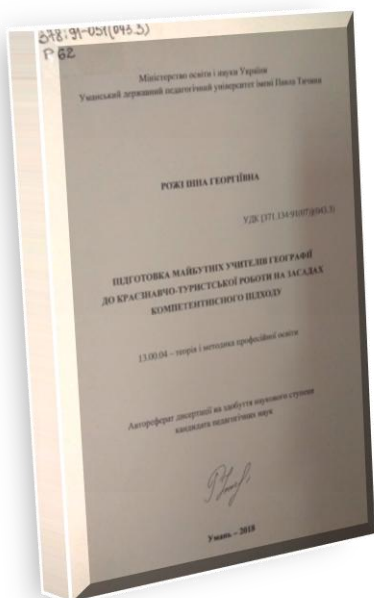 378:91-051(043.3)
Р 62
Міністерство освіти і науки України
Уманський державний педагогічний університет імені Павла Тичини
РОЖІ ІННА ГЕОРГІЇВНА
УДК [371.134:91:07](043.3)
ПІДГОТОВКА МАЙБУТНІХ УЧИТЕЛІВ ГЕОГРАФІЇ
ДО КРАЄЗНАВЧО-ТУРИСТСЬКОЇ РОБОТИ НА ЗАСАДАХ
КОМПЕТЕНТНІСНОГО ПІДХОДУ
13.00.04 – теорія і методика професійної освіти
Автореферат дисертації на здобуття наукового ступеня
кандидата педагогічних наук
Умань – 2018